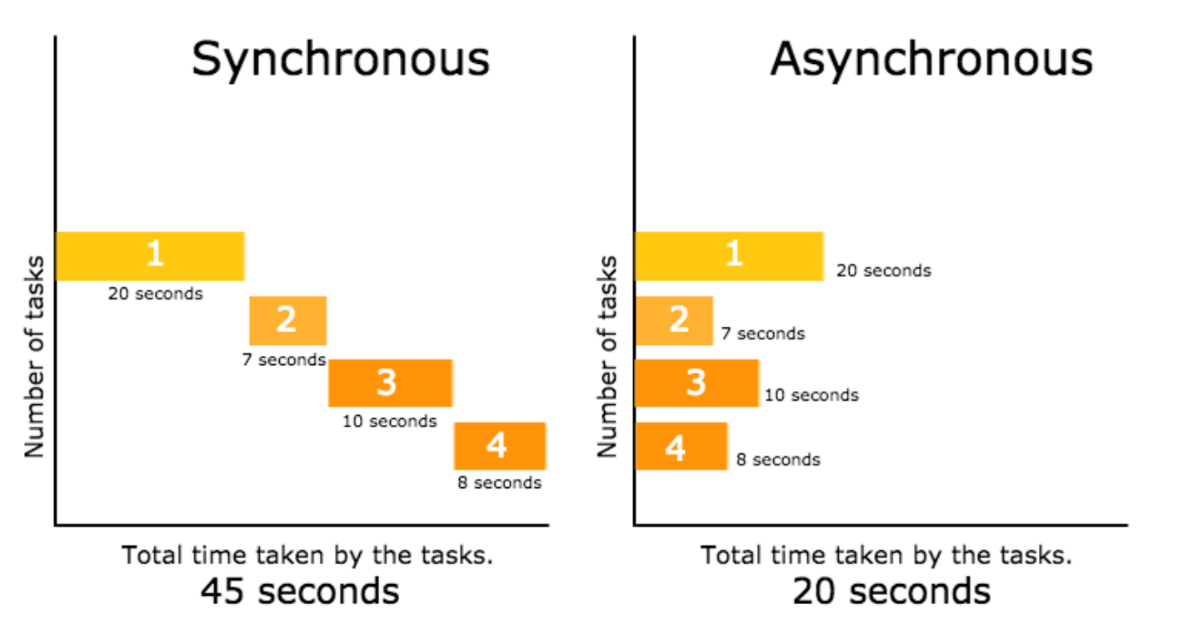 Synchronous
Number of tasks
1
20 seconds
2
7 seconds
3
10 seconds
4
8 seconds
Total time taken by the tasks.
45 seconds
Asynchronous
Number of tasks
1
20 seconds
2
7 seconds
3
10 seconds
4
8 seconds
Total time taken by the tasks.
20 seconds